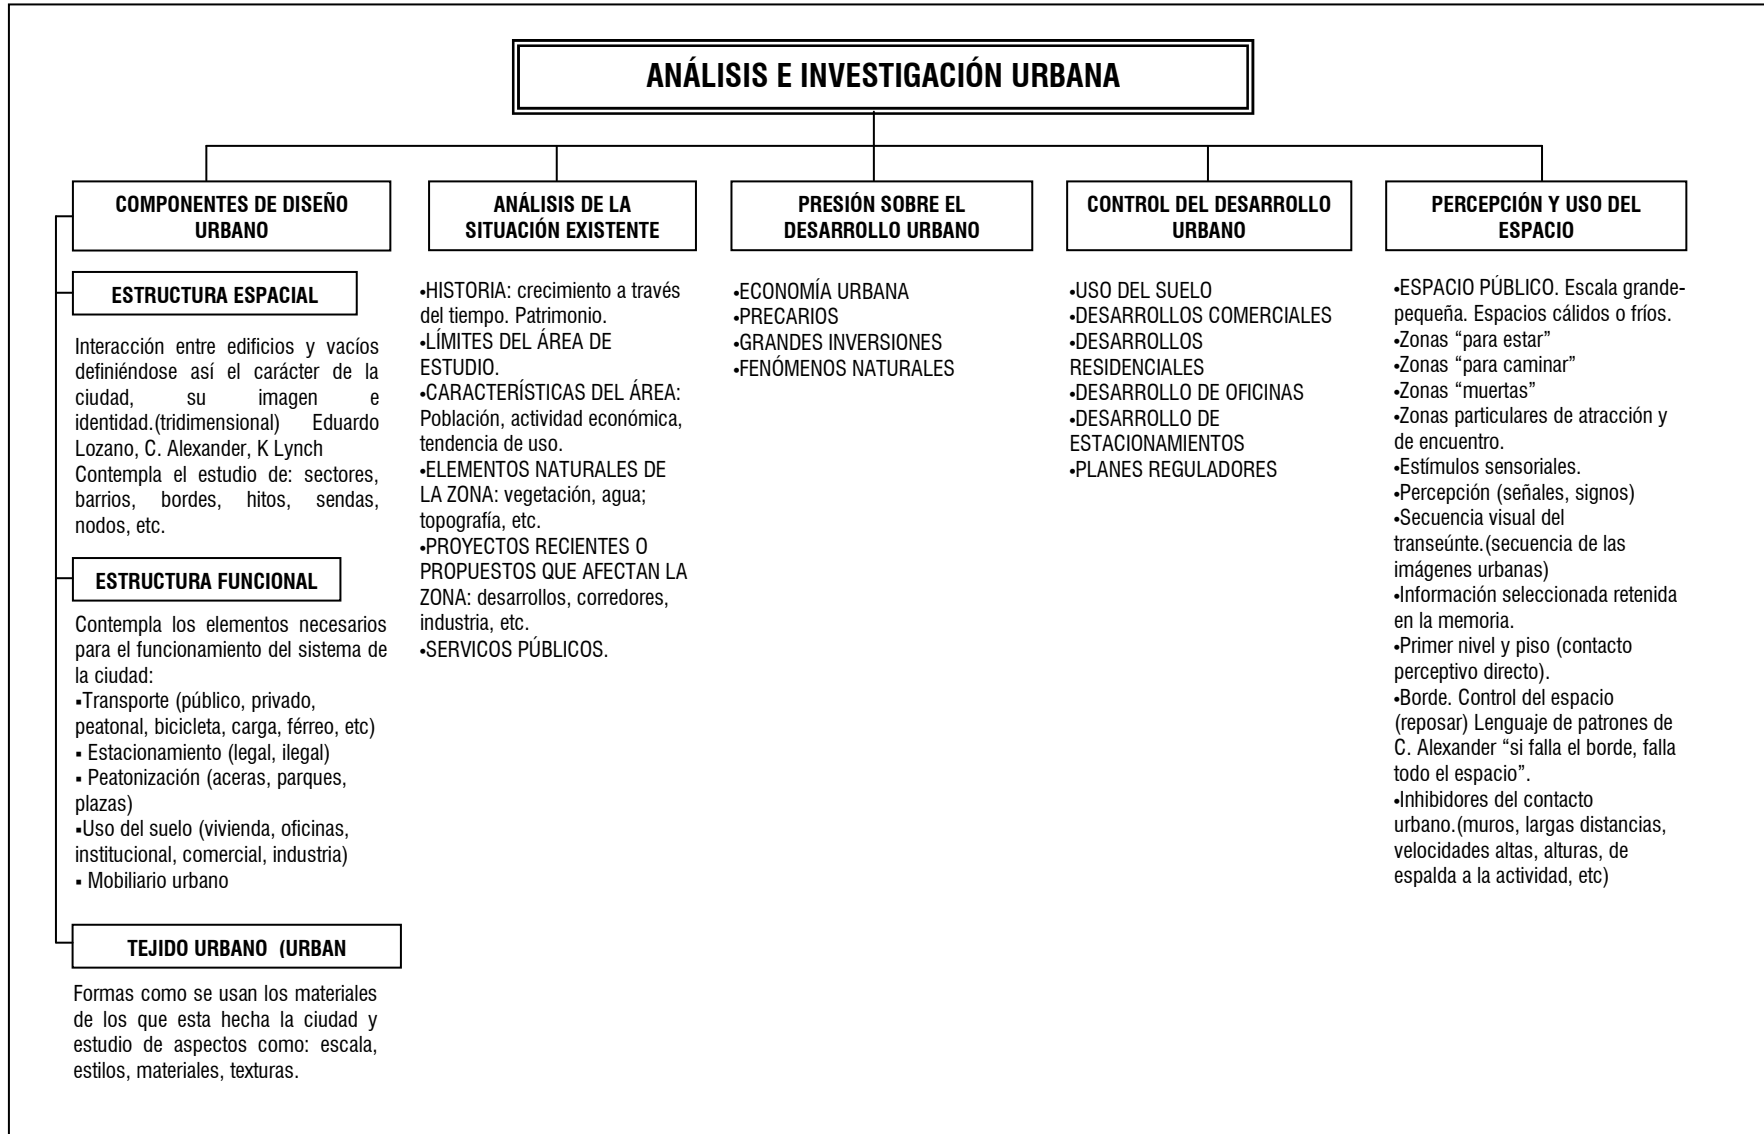 ANÁLISIS E INVESTIGACIÓN URBANA
COMPONENTES DE DISEÑO
URBANO
ESTRUCTURA ESPACIAL
Interacción entre edificios y vacíos
definiéndose así el carácter de la
ciudad, su imagen e
identidad.(tridimensional) Eduardo
Lozano, C. Alexander, K Lynch
Contempla el estudio de: sectores,
barrios, bordes, hitos, sendas,
nodos, etc.
ESTRUCTURA FUNCIONAL
Contempla los elementos necesarios
para el funcionamiento del sistema de
la ciudad:
▪Transporte (público, privado,
peatonal, bicicleta, carga, férreo, etc)
▪ Estacionamiento (legal, ilegal)
▪ Peatonización (aceras, parques,
plazas)
▪Uso del suelo (vivienda, oficinas,
institucional, comercial, industria)
▪ Mobiliario urbano
TEJIDO URBANO (URBAN
Formas como se usan los materiales
de los que esta hecha la ciudad y
estudio de aspectos como: escala,
estilos, materiales, texturas.
ANÁLISIS DE LA
SITUACIÓN EXISTENTE
•HISTORIA: crecimiento a través
del tiempo. Patrimonio.
•LÍMITES DEL ÁREA DE
ESTUDIO.
•CARACTERÍSTICAS DEL ÁREA:
Población, actividad económica,
tendencia de uso.
•ELEMENTOS NATURALES DE
LA ZONA: vegetación, agua;
topografía, etc.
•PROYECTOS RECIENTES O
PROPUESTOS QUE AFECTAN LA
ZONA: desarrollos, corredores,
industria, etc.
•SERVICOS PÚBLICOS.
PRESIÓN SOBRE EL
DESARROLLO URBANO
•ECONOMÍA URBANA
•PRECARIOS
•GRANDES INVERSIONES
•FENÓMENOS NATURALES
CONTROL DEL DESARROLLO
URBANO
•USO DEL SUELO
•DESARROLLOS COMERCIALES
•DESARROLLOS
RESIDENCIALES
•DESARROLLO DE OFICINAS
•DESARROLLO DE
ESTACIONAMIENTOS
•PLANES REGULADORES
PERCEPCIÓN Y USO DEL
ESPACIO
•ESPACIO PÚBLICO. Escala grande-
pequeña. Espacios cálidos o fríos.
•Zonas “para estar”
•Zonas “para caminar”
•Zonas “muertas”
•Zonas particulares de atracción y
de encuentro.
•Estímulos sensoriales.
•Percepción (señales, signos)
•Secuencia visual del
transeúnte.(secuencia de las
imágenes urbanas)
•Información seleccionada retenida
en la memoria.
•Primer nivel y piso (contacto
perceptivo directo).
•Borde. Control del espacio
(reposar) Lenguaje de patrones de
C. Alexander “si falla el borde, falla
todo el espacio”.
•Inhibidores del contacto
urbano.(muros, largas distancias,
velocidades altas, alturas, de
espalda a la actividad, etc)